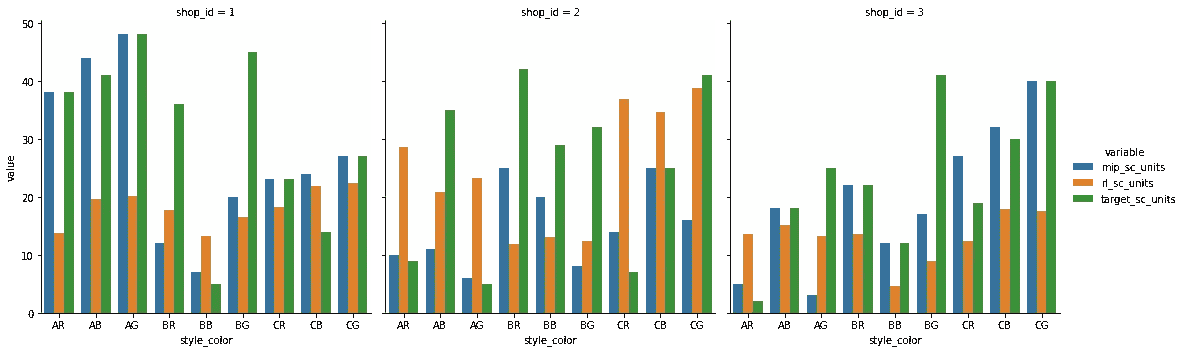 shop_id = 1
shop_id = 2
shop_id = 3
50
40
30
20
10
0
value
AR AB AG BR BB BG CR CB CG
AR AB AG BR BB BG CR CB CG
AR AB AG BR BB BG CR CB CG
style_color
style_color
style_color
variable
mip_sc_units
rl_sc_units
target_sc_units